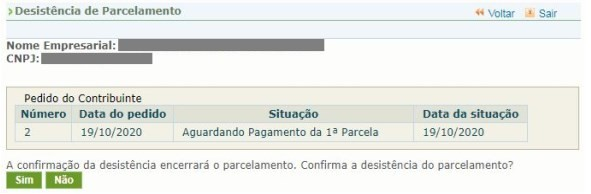 Desistência de Parcelamento
Voltar Sair
Nome Empresarial:
CNPJ:
Pedido do Contribuinte
Número Data do pedido Situação Data da situação
2 19/10/2020 Aguardando Pagamento da 1ª Parcela 19/10/2020
A confirmação da desistência encerrará o parcelamento. Confirma a desistência do parcelamento?
Sim Não